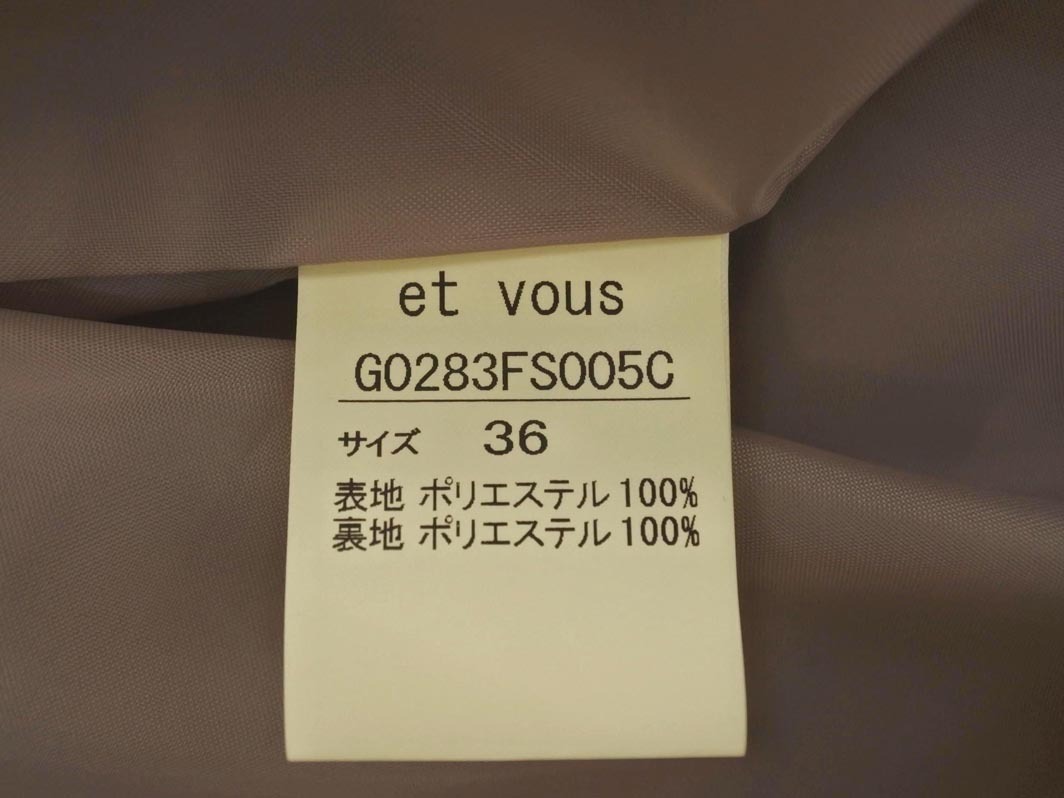 et vous
G0283FS005C
サイズ 36
表地 ポリエステル 100%
裏地 ポリエステル 100%